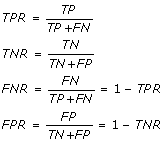 TPR = TP / TP + FN
TNR = TN / TN + FP
FNR = FN / TP + FN = 1 − TPR
FPR = FP / TN + FP = 1 − TNR